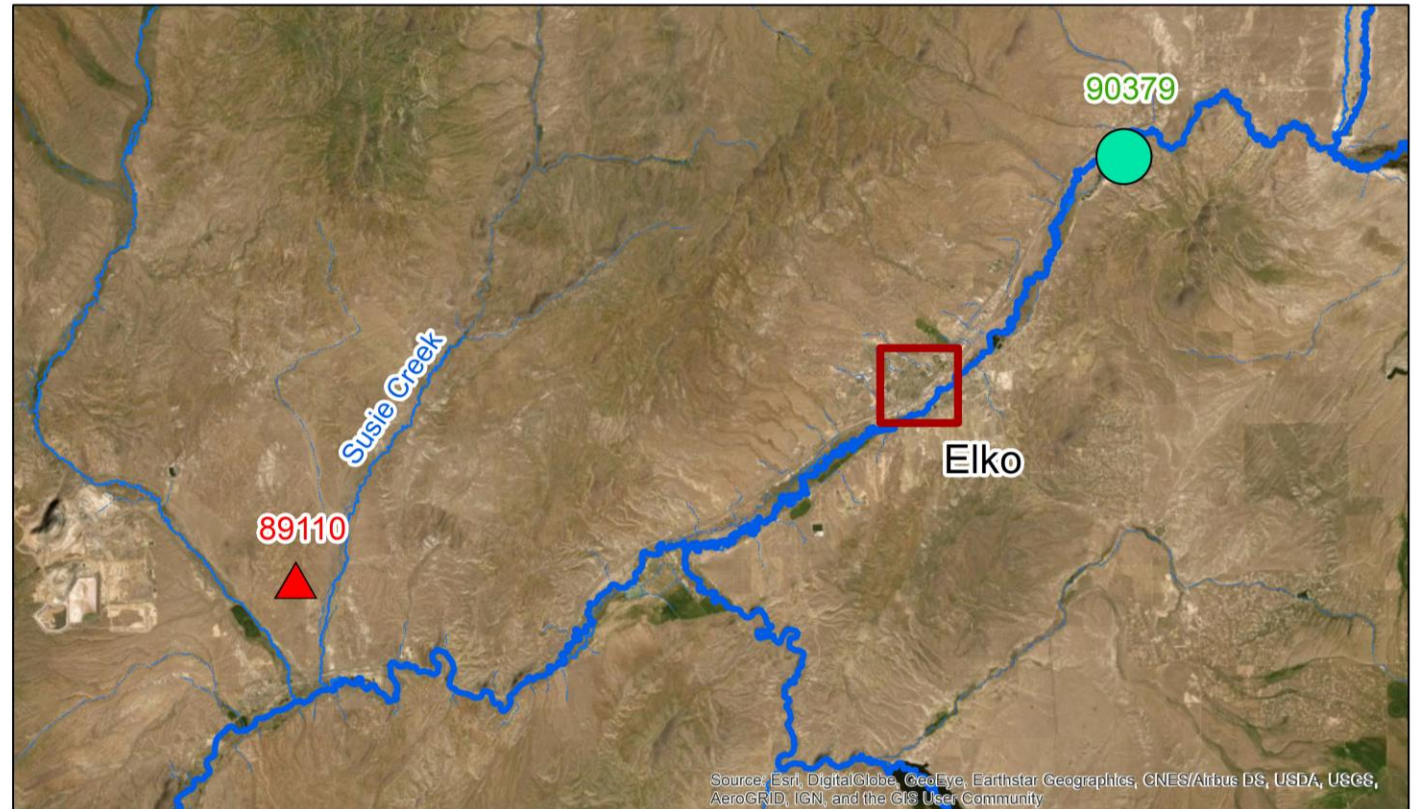 90379
Susie Creek
Elko
89110
Source: Esri, DigitalGlobe, GeoEye, Earthstar Geographics, CNES/Airbus DS, USDA, USGS,
AeroGRID, IGN, and the GIS User Community